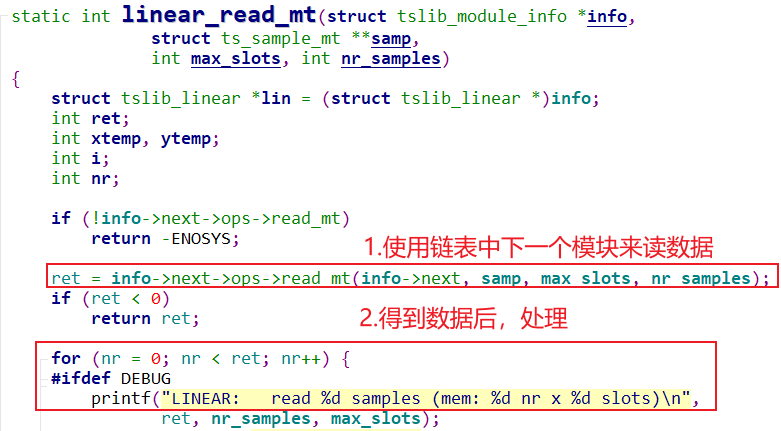 static int linear_read_mt(struct tslib_module_info *info,
struct ts_sample_mt **samp,
int max_slots, int nr_samples)
{
struct tslib_linear *lin = (struct tslib_linear *)info;
int ret;
int xtemp, ytemp;
int i;
int nr;
if (!info->next->ops->read_mt)
return -ENOSYS;
1.使用链表中下一个模块来读数据
ret = info->next->ops->read_mt(info->next, samp, max_slots, nr_samples);
if (ret < 0)
return ret;
2.得到数据后，处理
for (nr = 0; nr < ret; nr++) {
#ifdef DEBUG
printf("LINEAR:   read %d samples (mem: %d nr x %d slots)\n",
ret, nr_samples, max_slots);